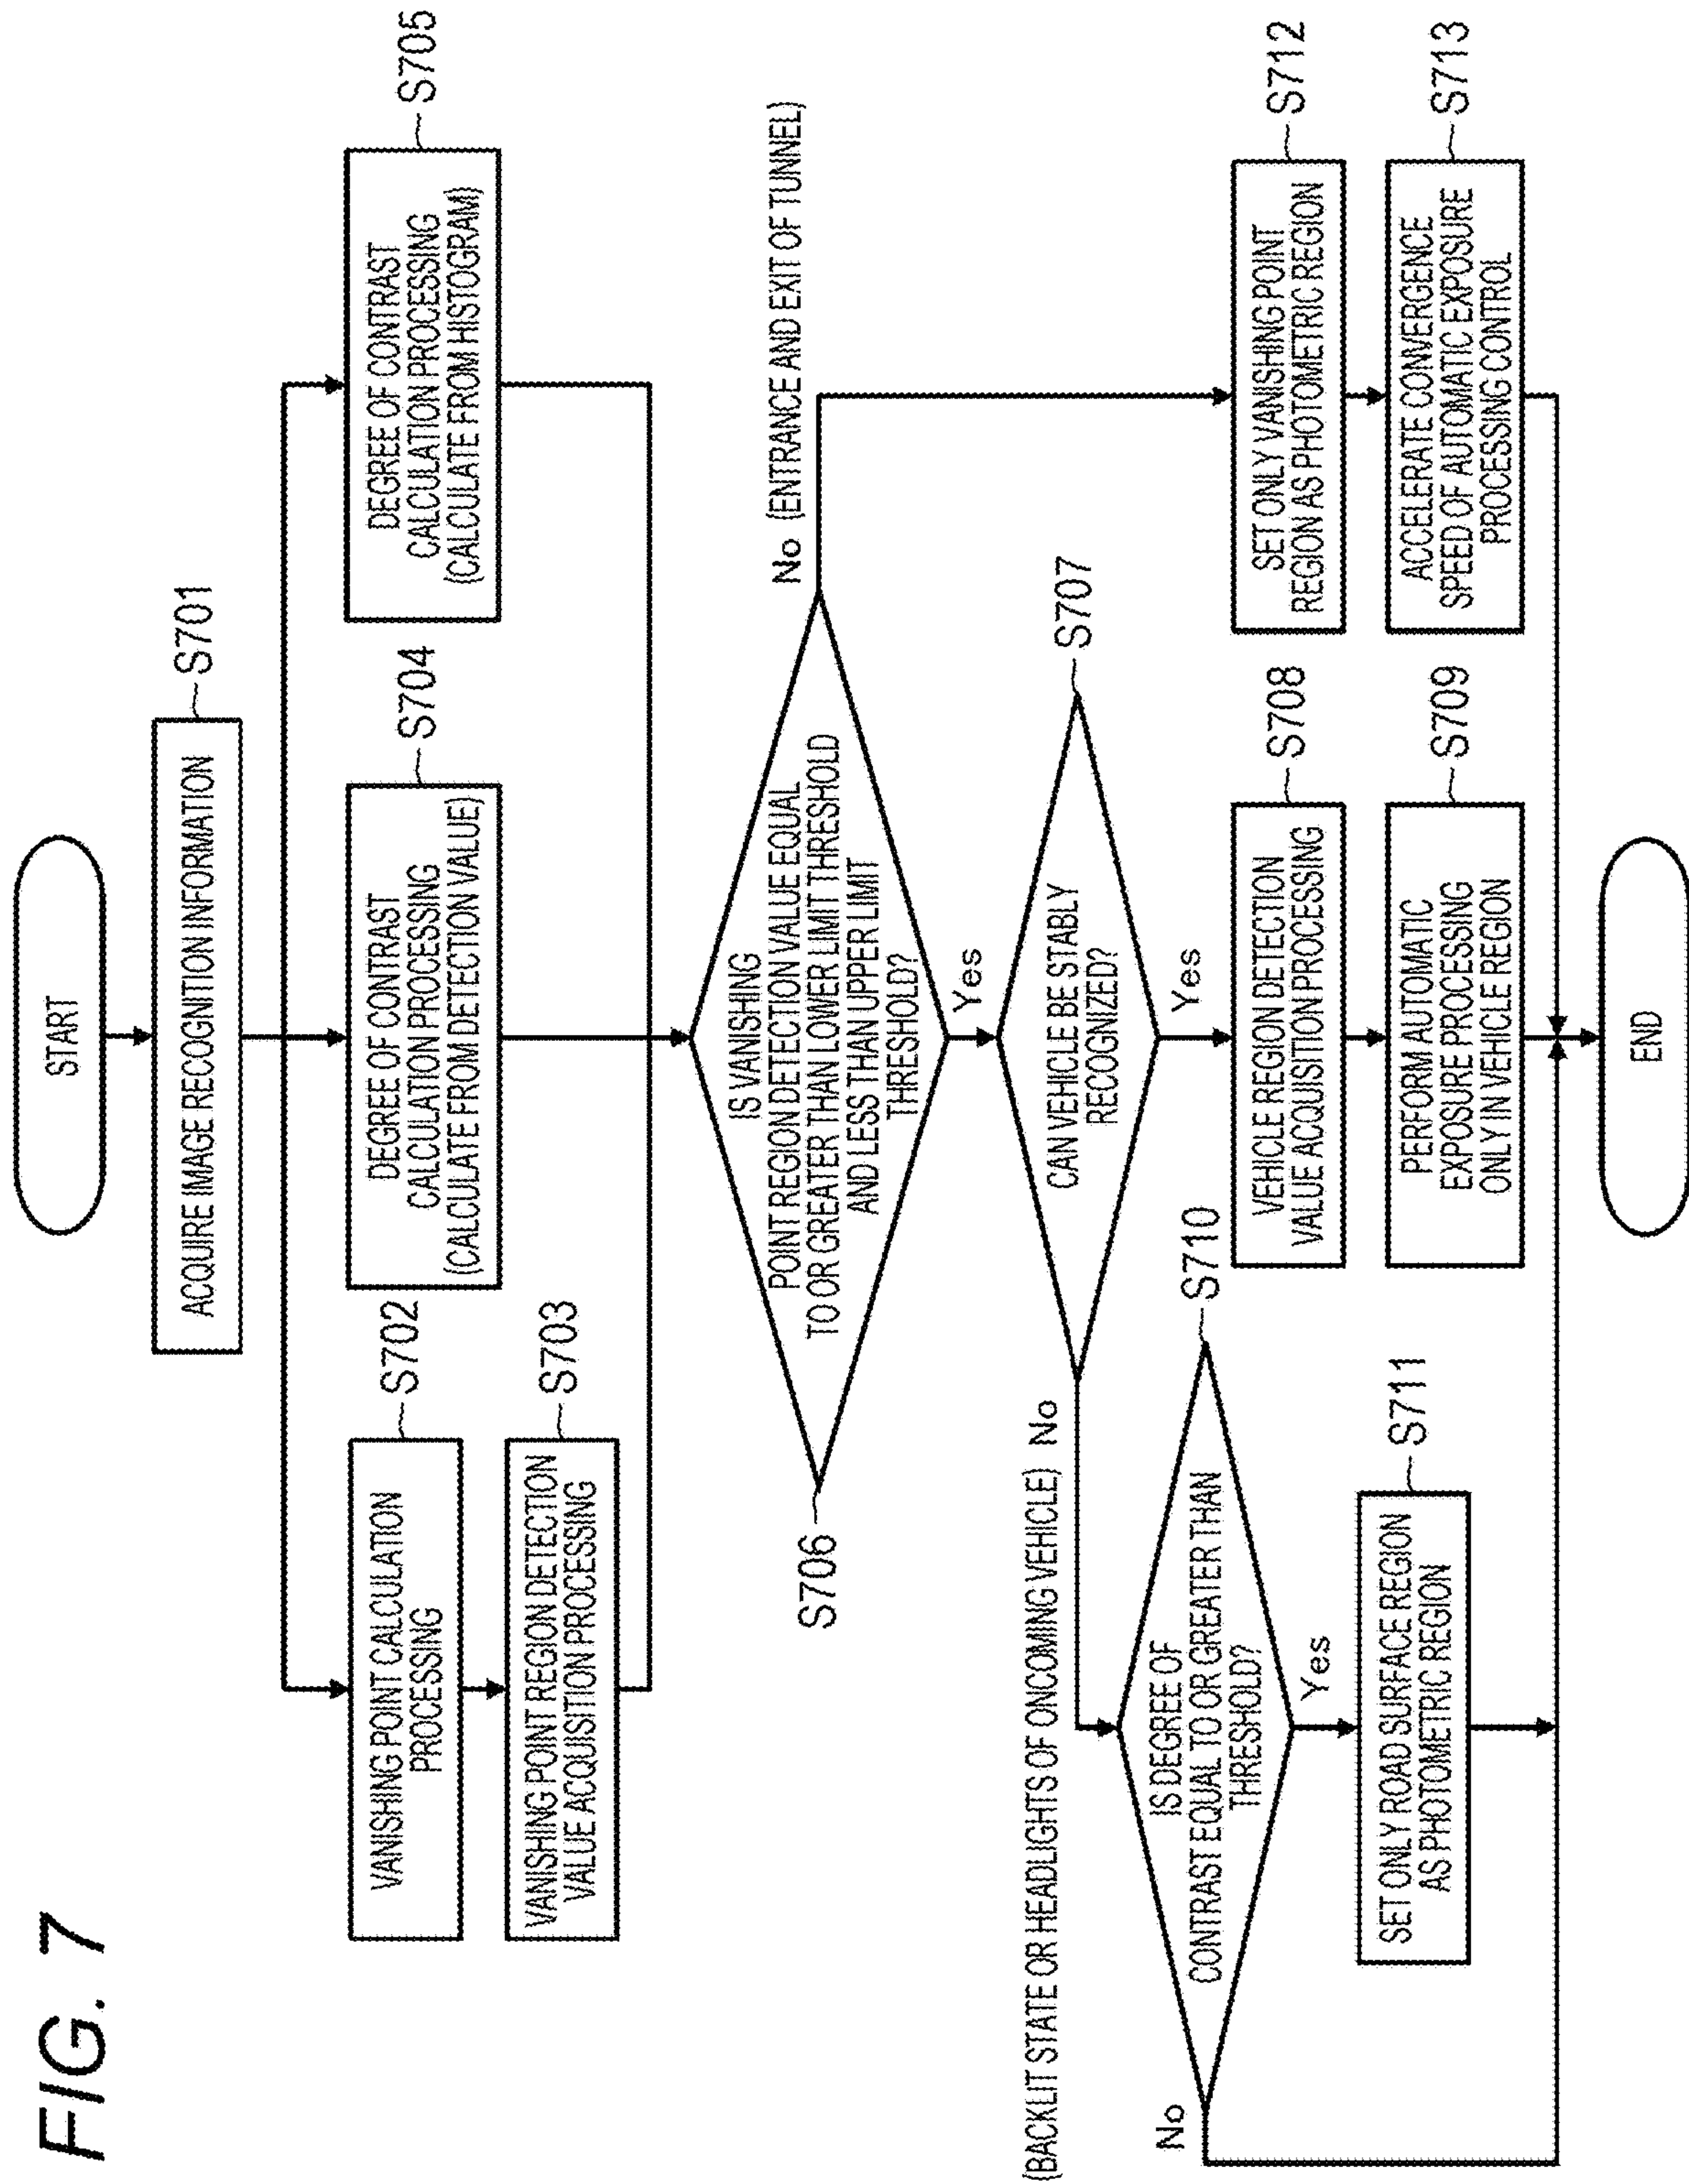 FIG. 7
START
ACQUIRE IMAGE RECOGNITION INFORMATION
S701
VANISHING POINT CALCULATION
PROCESSING
S702
VANISHING POINT REGION DETECTION
VALUE ACQUISITION PROCESSING
S703
DEGREE OF CONTRAST
CALCULATION PROCESSING
(CALCULATE FROM DETECTION VALUE)
S704
DEGREE OF CONTRAST
CALCULATION PROCESSING
(CALCULATE FROM HISTOGRAM)
S705
S706
IS VANISHING
POINT REGION DETECTION VALUE EQUAL
TO OR GREATER THAN LOWER LIMIT THRESHOLD
AND LESS THAN UPPER LIMIT
THRESHOLD?
No (ENTRANCE AND EXIT OF TUNNEL)
Yes
CAN VEHICLE BE STABLY
RECOGNIZED?
S707
(BACKLIT STATE OR HEADLIGHTS OF ONCOMING VEHICLE) No
Yes
IS DEGREE OF
CONTRAST EQUAL TO OR GREATER THAN
THRESHOLD?
S710
No
Yes
SET ONLY ROAD SURFACE REGION
AS PHOTOMETRIC REGION
S711
VEHICLE REGION DETECTION
VALUE ACQUISITION PROCESSING
S708
PERFORM AUTOMATIC
EXPOSURE PROCESSING
ONLY IN VEHICLE REGION
S709
SET ONLY VANISHING POINT
REGION AS PHOTOMETRIC REGION
S712
ACCELERATE CONVERGENCE
SPEED OF AUTOMATIC EXPOSURE
PROCESSING CONTROL
S713
END